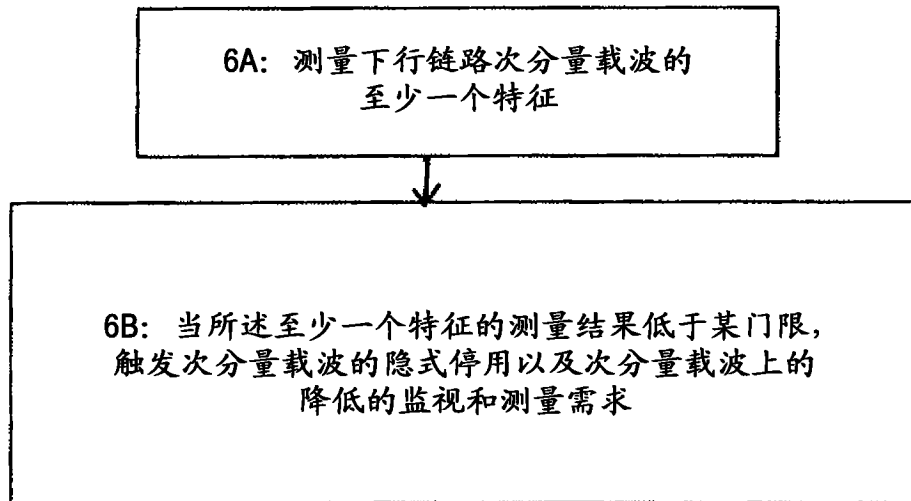 6A: 测量下行链路次分量载波的
至少一个特征
6B: 当所述至少一个特征的测量结果低于某门限,
触发次分量载波的隐式停用以及次分量载波上的
降低的监视和测量需求